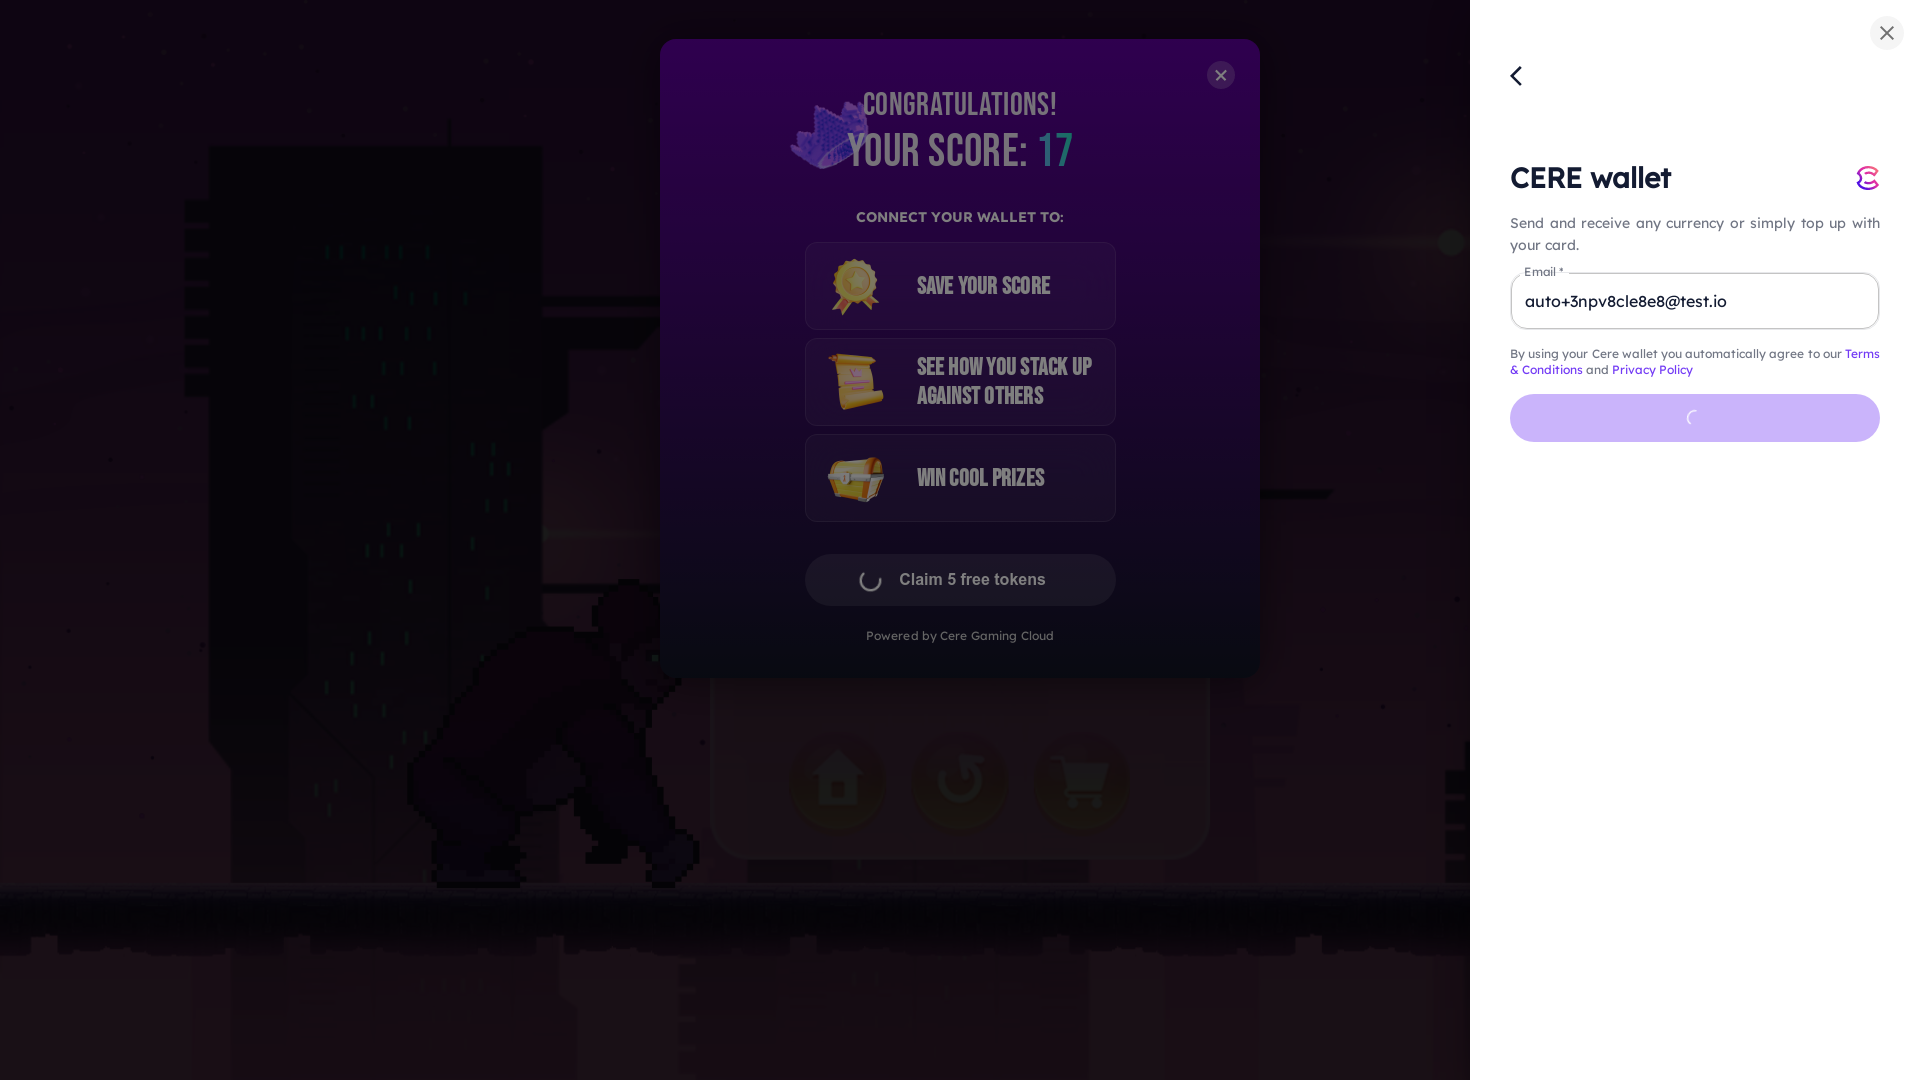 CONGRATULATIONS!
YOUR SCORE: 17
CONNECT YOUR WALLET TO:
SAVE YOUR SCORE
SEE HOW YOU STACK UP
AGAINST OTHERS
WIN COOL PRIZES
Claim 5 free tokens
Powered by Cere Gaming Cloud
CERE wallet
Send and receive any currency or simply top up with
your card.
Email *
auto+3npv8cle8e8@test.io
By using your Cere wallet you automatically agree to our Terms
& Conditions and Privacy Policy